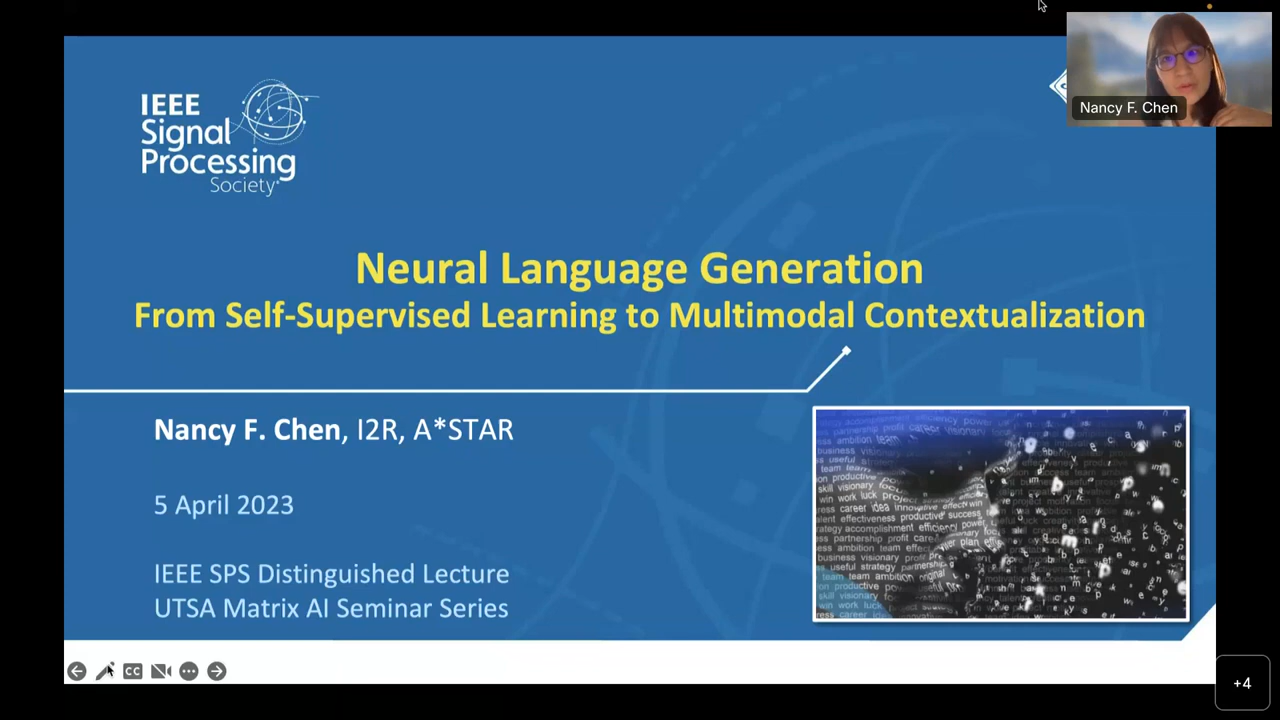 Nancy F. Chen
IEEE
Signal
Processing
Society
Neural Language Generation
From Self-Supervised Learning to Multimodal Contextualization
Nancy F. Chen, I2R, A*STAR
5 April 2023
IEEE SPS Distinguished Lecture
UTSA Matrix AI Seminar Series
CC
+4